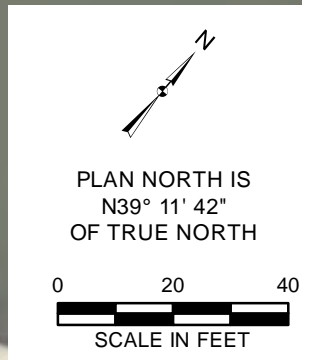 N
PLAN NORTH IS
N39° 11' 42"
OF TRUE NORTH
0 20 40
SCALE IN FEET